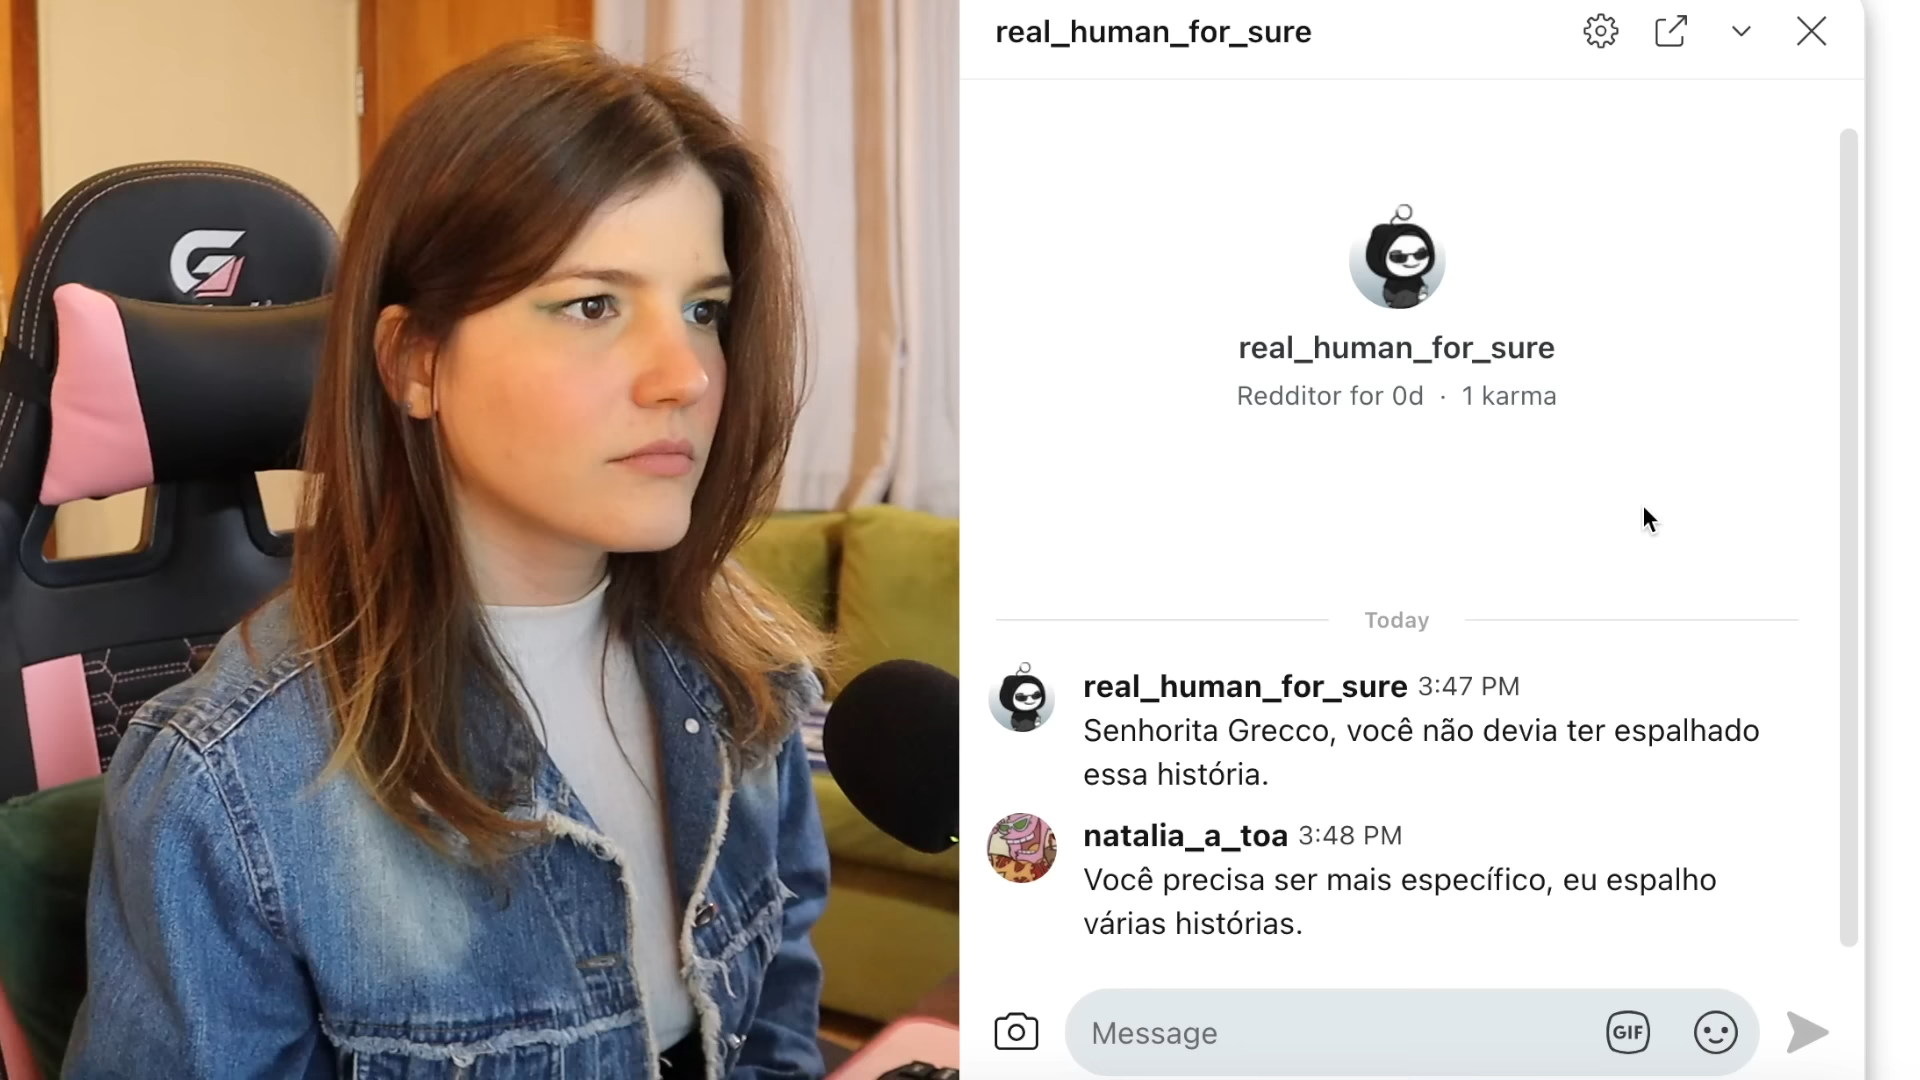 real_human_for_sure
real_human_for_sure
Redditor for 0d · 1 karma
Today
real_human_for_sure 3:47 PM
Senhorita Grecco, você não devia ter espalhado
essa história.
natalia_a_toa 3:48 PM
Você precisa ser mais específico, eu espalho
várias histórias.
Message
GIF